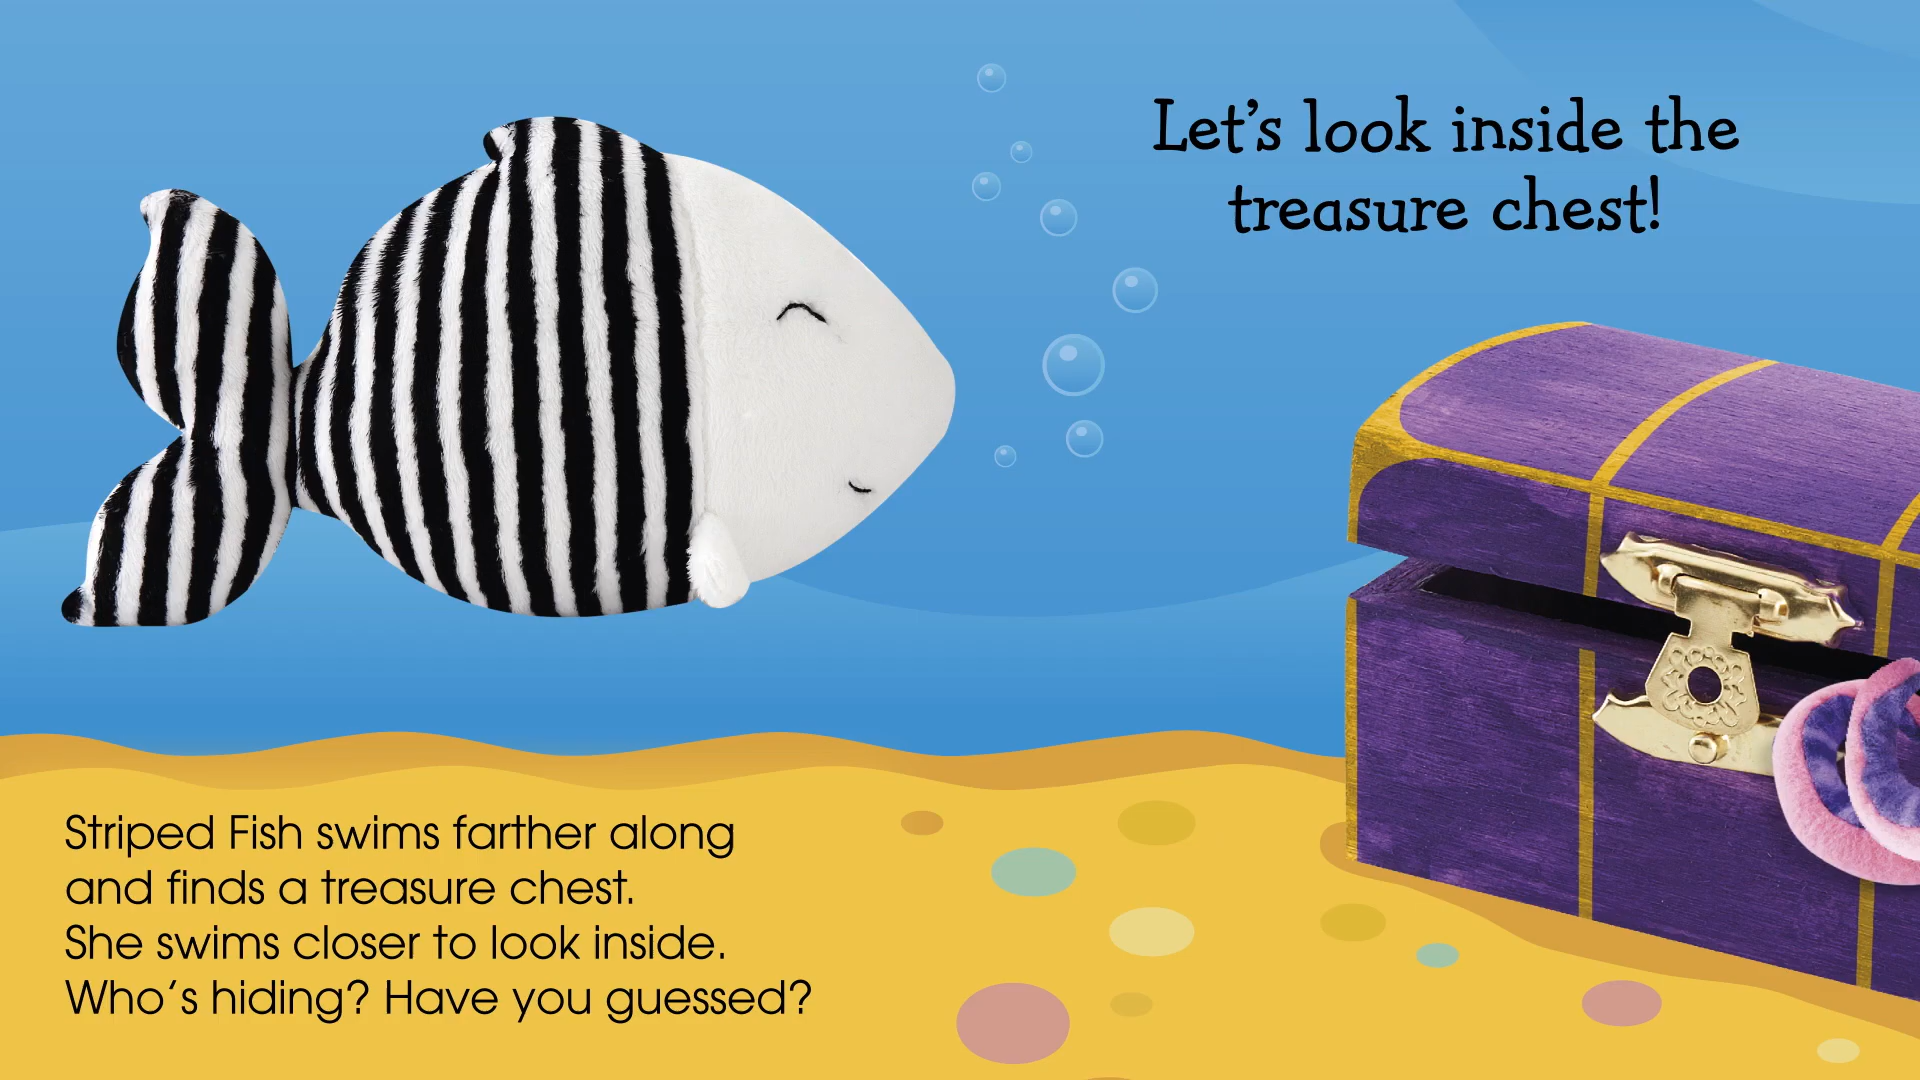 Let's look inside the
treasure chest!
Striped Fish swims farther along
and finds a treasure chest.
She swims closer to look inside.
Who's hiding? Have you guessed?